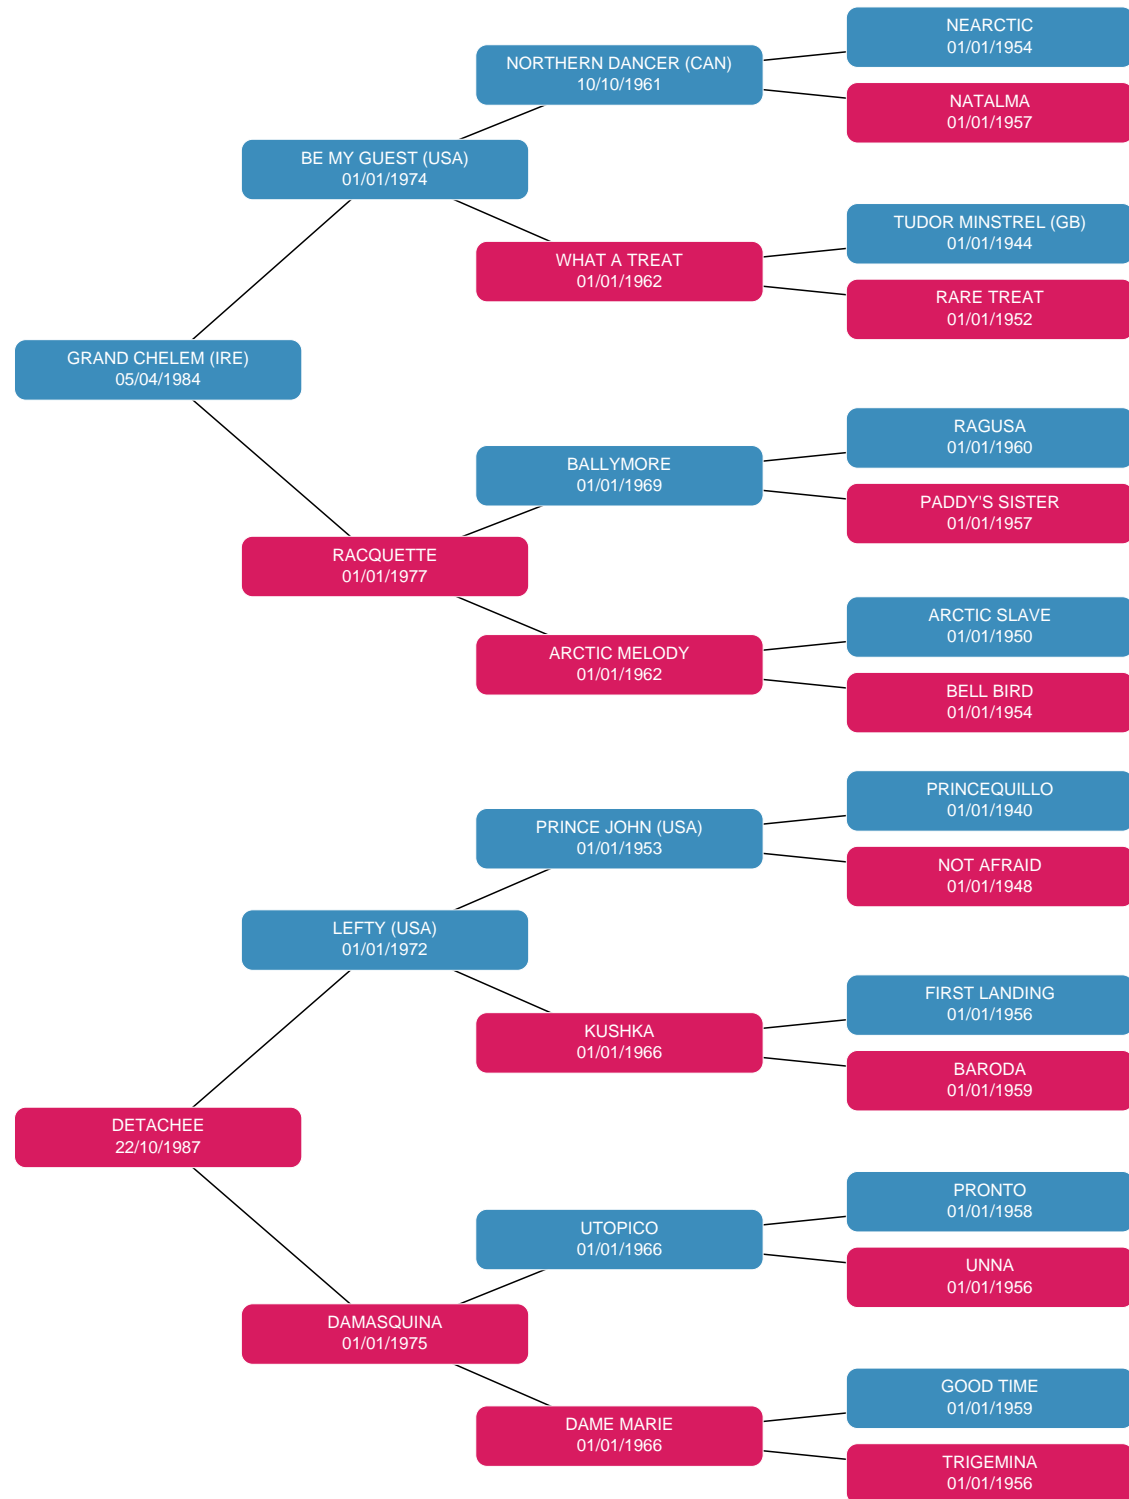 NEARCTIC
01/01/1954
NORTHERN DANCER (CAN)
10/10/1961
NATALMA
01/01/1957
BE MY GUEST (USA)
01/01/1974
TUDOR MINSTREL (GB)
01/01/1944
WHAT A TREAT
01/01/1962
RARE TREAT
01/01/1952
GRAND CHELEM (IRE)
05/04/1984
RAGUSA
01/01/1960
BALLYMORE
01/01/1969
PADDY'S SISTER
01/01/1957
RACQUETTE
01/01/1977
ARCTIC SLAVE
01/01/1950
ARCTIC MELODY
01/01/1962
BELL BIRD
01/01/1954
PRINCEQUILLO
01/01/1940
PRINCE JOHN (USA)
01/01/1953
NOT AFRAID
01/01/1948
LEFTY (USA)
01/01/1972
FIRST LANDING
01/01/1956
KUSHKA
01/01/1966
BARODA
01/01/1959
DETACHEE
22/10/1987
PRONTO
01/01/1958
UTOPICO
01/01/1966
UNNA
01/01/1956
DAMASQUINA
01/01/1975
GOOD TIME
01/01/1959
DAME MARIE
01/01/1966
TRIGEMINA
01/01/1956